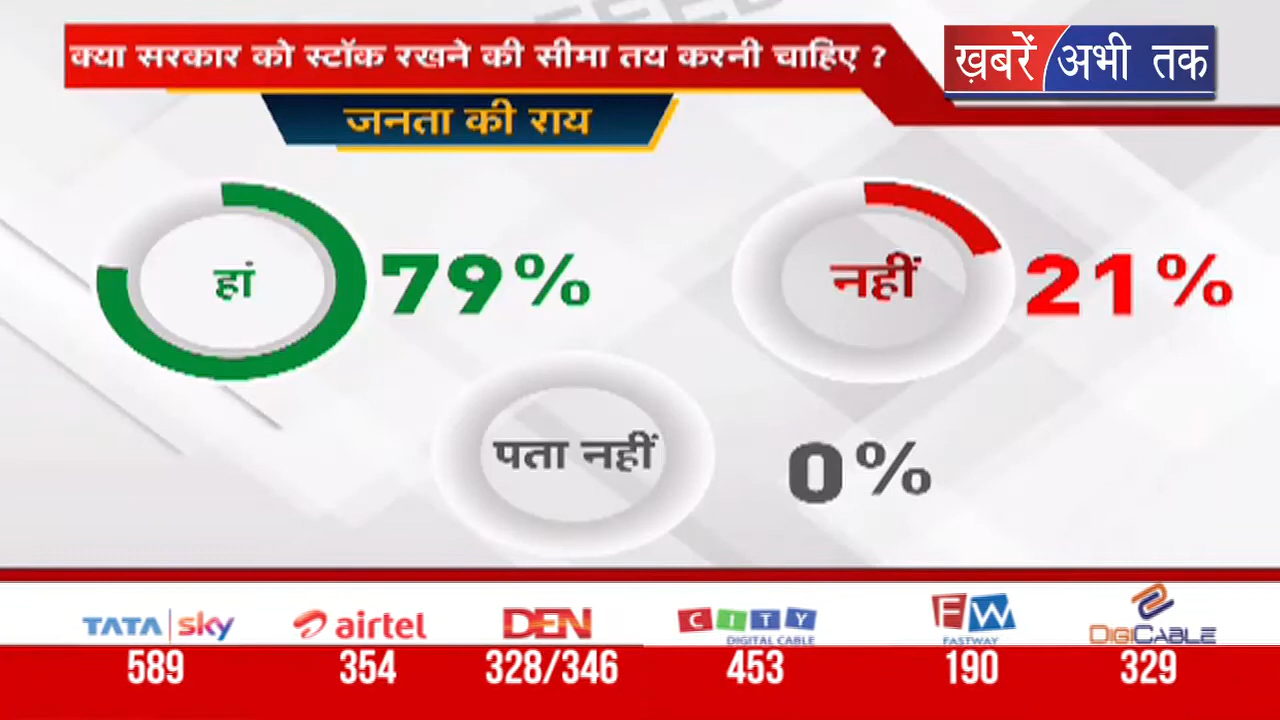 क्या सरकार को स्टॉक रखने की सीमा तय करनी चाहिए ?
ख़बरें अभी तक
जनता की राय
हां 79%
नहीं 21%
पता नहीं 0%
TATA sky
airtel
DEN
CITY
DIGITAL CABLE
FW
FASTWAY
DIGICABLE
589 354 328/346 453 190 329